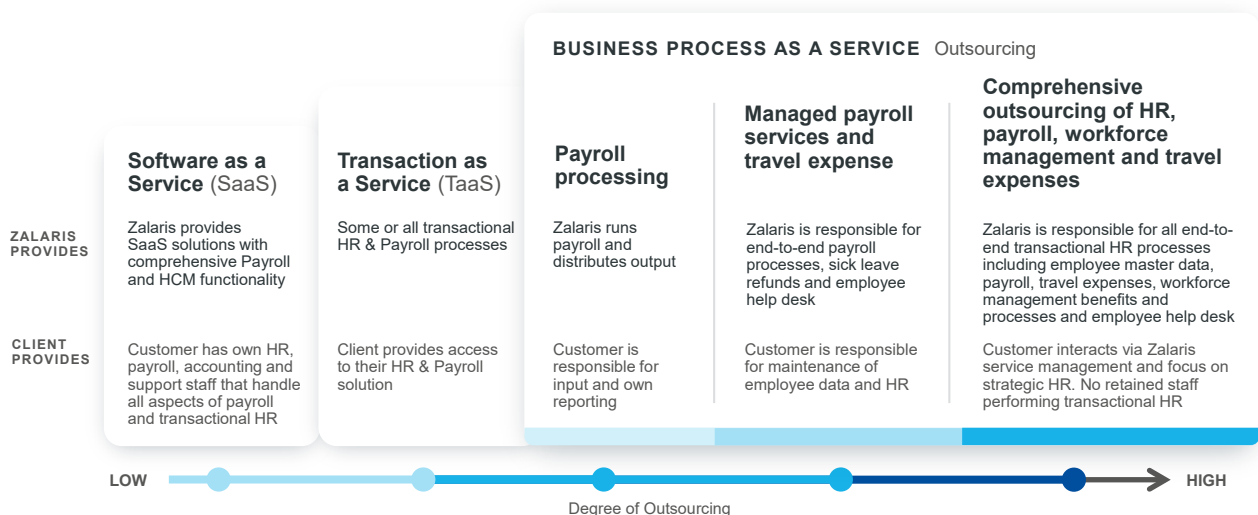 BUSINESS PROCESS AS A SERVICE Outsourcing
Software as a
Service (SaaS)
Transaction as
a Service (TaaS)
Payroll
processing
Managed payroll
services and
travel expense
Comprehensive
outsourcing of HR,
payroll, workforce
management and travel
expenses
ZALARIS
PROVIDES
Zalaris provides
SaaS solutions with
comprehensive Payroll
and HCM functionality
Some or all transactional
HR & Payroll processes
Zalaris runs
payroll and
distributes output
Zalaris is responsible for
end-to-end payroll
processes, sick leave
refunds and employee
help desk
Zalaris is responsible for all end-to-
end transactional HR processes
including employee master data,
payroll, travel expenses, workforce
management benefits and
processes and employee help desk
CLIENT
PROVIDES
Customer has own HR,
payroll, accounting and
support staff that handle
all aspects of payroll
and transactional HR
Client provides access
to their HR & Payroll
solution
Customer is
responsible for
input and own
reporting
Customer is responsible
for maintenance of
employee data and HR
Customer interacts via Zalaris
service management and focus on
strategic HR. No retained staff
performing transactional HR
LOW
HIGH
Degree of Outsourcing